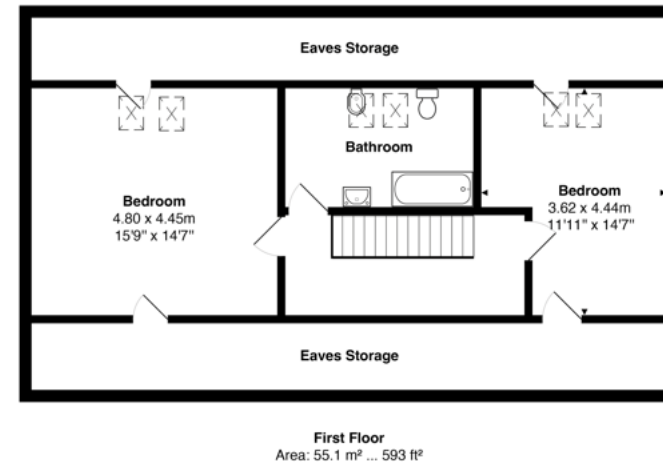 Eaves Storage
Bathroom
Bedroom
4.80 x 4.45m
15'9" x 14'7"
Bedroom
3.62 x 4.44m
11'11" x 14'7"
Eaves Storage
First Floor
Area: 55.1 m² ... 593 ft²